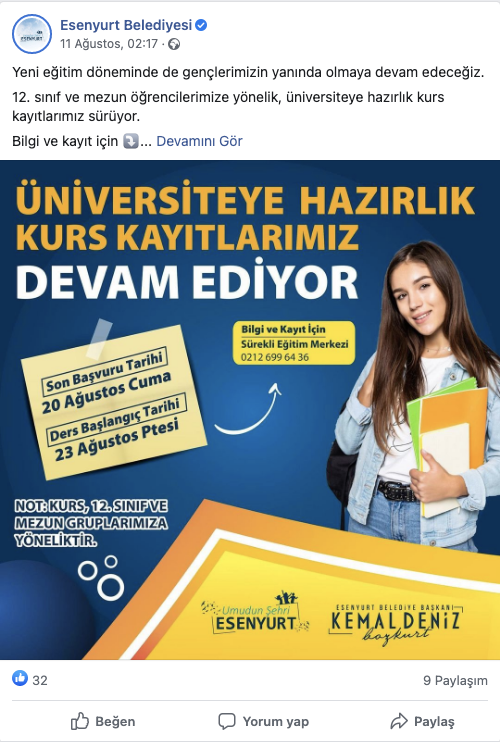 Esenyurt Belediyesi
11 Ağustos, 02:17 ·
Yeni eğitim döneminde de gençlerimizin yanında olmaya devam edeceğiz.
12. sınıf ve mezun öğrencilerimize yönelik, üniversiteye hazırlık kurs
kayıtlarımız sürüyor.
Bilgi ve kayıt için ⤵️... Devamını Gör
ÜNİVERSİTEYE HAZIRLIK
KURS KAYITLARIMIZ
DEVAM EDİYOR
Bilgi ve Kayıt İçin
Sürekli Eğitim Merkezi
0212 699 64 36
Son Başvuru Tarihi
20 Ağustos Cuma
Ders Başlangıç Tarihi
23 Ağustos Ptesi
NOT: KURS, 12. SINIF VE
MEZUN GRUPLARIMIZA
YÖNELİKTİR.
Umudun Şehri
ESENYURT
ESENYURT BELEDİYE BAŞKANI
KEMAL DENİZ
bozkurt
32
9 Paylaşım
Beğen
Yorum yap
Paylaş